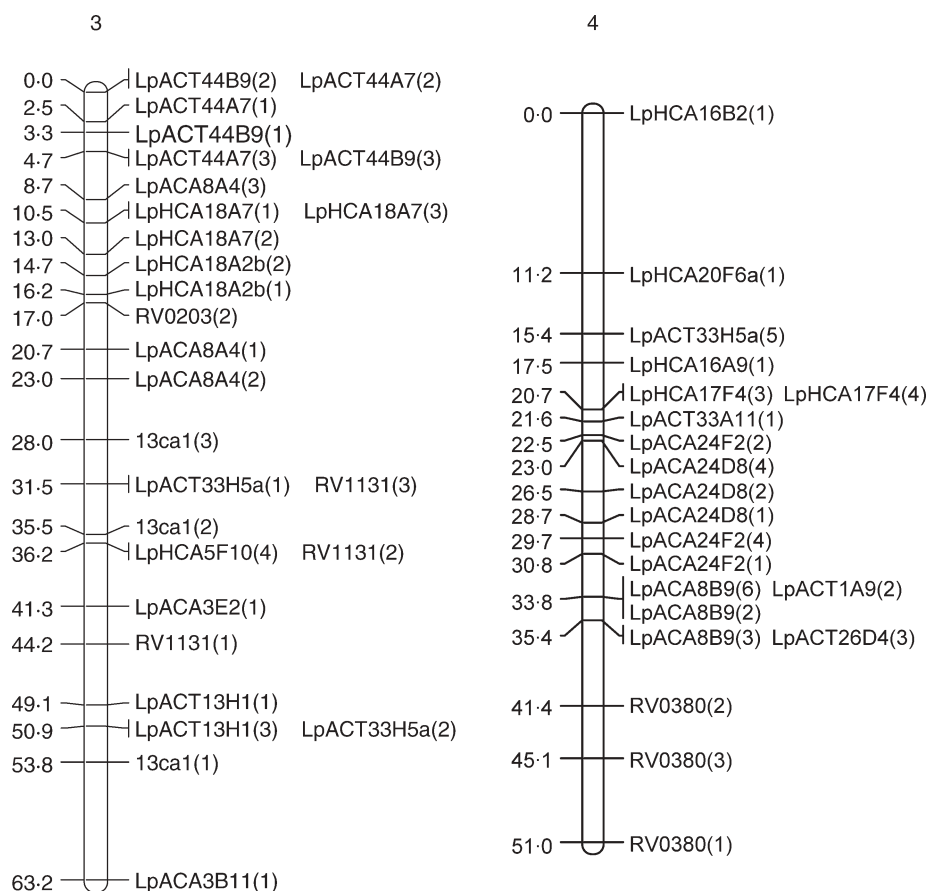 3
0·0 LpACT44B9(2) LpACT44A7(2)
2·5 LpACT44A7(1)
3·3 LpACT44B9(1)
4·7 LpACT44A7(3) LpACT44B9(3)
8·7 LpACA8A4(3)
10·5 LpHCA18A7(1) LpHCA18A7(3)
13·0 LpHCA18A7(2)
14·7 LpHCA18A2b(2)
16·2 LpHCA18A2b(1)
17·0 RV0203(2)
20·7 LpACA8A4(1)
23·0 LpACA8A4(2)
28·0 13ca1(3)
31·5 LpACT33H5a(1) RV1131(3)
35·5 13ca1(2)
36·2 LpHCA5F10(4) RV1131(2)
41·3 LpACA3E2(1)
44·2 RV1131(1)
49·1 LpACT13H1(1)
50·9 LpACT13H1(3) LpACT33H5a(2)
53·8 13ca1(1)
63·2 LpACA3B11(1)
4
0·0 LpHCA16B2(1)
11·2 LpHCA20F6a(1)
15·4 LpACT33H5a(5)
17·5 LpHCA16A9(1)
20·7 LpHCA17F4(3) LpHCA17F4(4)
21·6 LpACT33A11(1)
22·5 LpACA24F2(2)
23·0 LpACA24D8(4)
26·5 LpACA24D8(2)
28·7 LpACA24D8(1)
29·7 LpACA24F2(4)
30·8 LpACA24F2(1)
33·8 LpACA8B9(6) LpACT1A9(2)
LpACA8B9(2)
35·4 LpACA8B9(3) LpACT26D4(3)
41·4 RV0380(2)
45·1 RV0380(3)
51·0 RV0380(1)